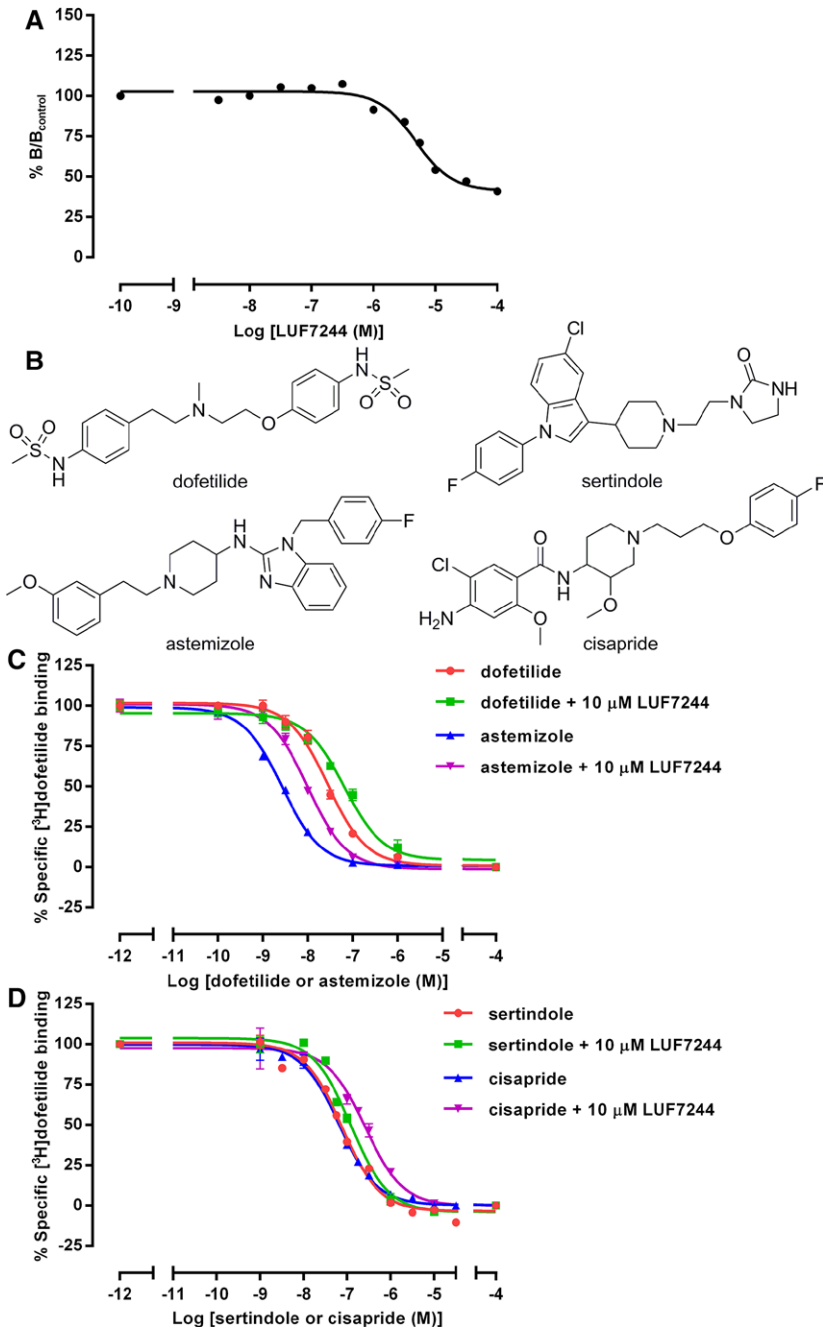 A
150
125
100
75
50
25
0
% B/Bcontrol
-10 -9 -8 -7 -6 -5 -4
Log [LUF7244 (M)]
B
H
N
S
O O
N
O
O O
S
N
H
dofetilide
Cl
N
F
N
N
O
NH
sertindole
O
N
H
N
N
N
F
astemizole
Cl
H2N
O
O
N
H
N
O
O
F
cisapride
C
125
100
75
50
25
0
-25
% Specific [3H]dofetilide binding
-12 -11 -10 -9 -8 -7 -6 -5 -4
Log [dofetilide or astemizole (M)]
dofetilide
dofetilide + 10 μM LUF7244
astemizole
astemizole + 10 μM LUF7244
D
125
100
75
50
25
0
-25
% Specific [3H]dofetilide binding
-12 -11 -10 -9 -8 -7 -6 -5 -4
Log [sertindole or cisapride (M)]
sertindole
sertindole + 10 μM LUF7244
cisapride
cisapride + 10 μM LUF7244